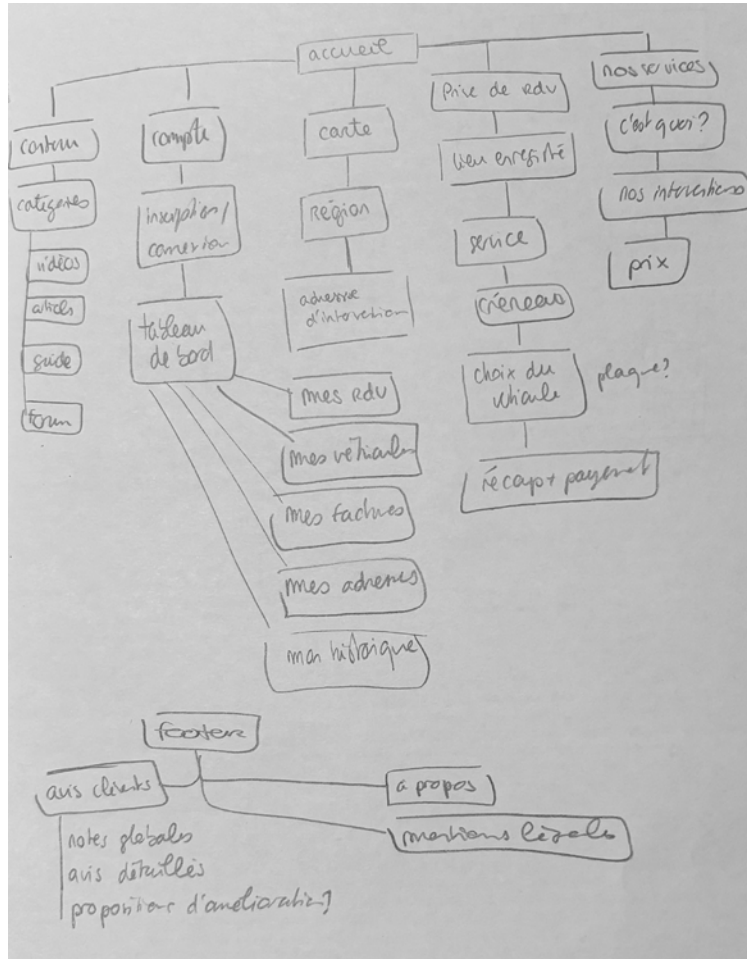 accueil
contenu
compte
carte
Prise de rdv
nos services
catégories
inscription/
connexion
Région
lieu enregistré
c'est quoi?
vidéos
articles
guide
forum
tableau
de bord
adresse
d'intervention
service
nos interventions
créneau
prix
mes rdv
mes véhicules
mes factures
mes adresses
mon historique
choix du
véhicule
plaque?
récap + payement
footer
avis clients
notes globales
avis détaillés
propositions d'amélioration
à propos
mentions légales